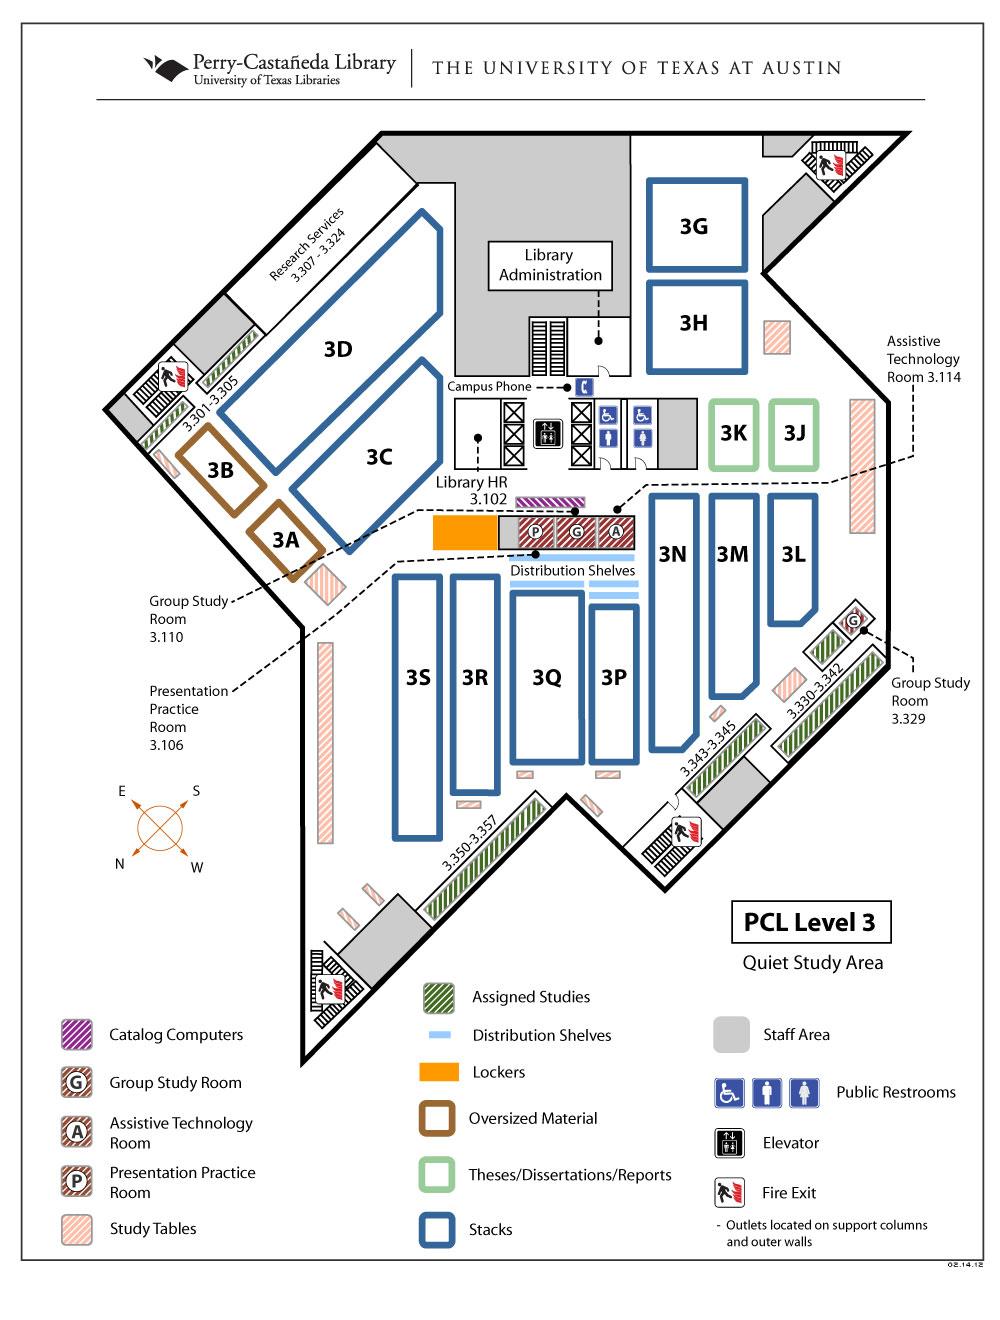 Perry-Castañeda Library
University of Texas Libraries
THE UNIVERSITY OF TEXAS AT AUSTIN
Research Services
3.307 - 3.324
Library
Administration
3G
3H
3D
3C
3B
3A
3.301-3.305
Campus Phone
Library HR
3.102
3K
3J
Assistive
Technology
Room 3.114
P
G
A
Distribution Shelves
3N
3M
3L
3S
3R
3Q
3P
Group Study
Room
3.110
Presentation
Practice
Room
3.106
G
3.330-3.342
Group Study
Room
3.329
3.343-3.345
3.350-3.357
E
S
N
W
PCL Level 3
Quiet Study Area
Catalog Computers
G
Group Study Room
A
Assistive Technology
Room
P
Presentation Practice
Room
Study Tables
Assigned Studies
Distribution Shelves
Lockers
Oversized Material
Theses/Dissertations/Reports
Stacks
Staff Area
Public Restrooms
Elevator
Fire Exit
- Outlets located on support columns
and outer walls
02.14.12